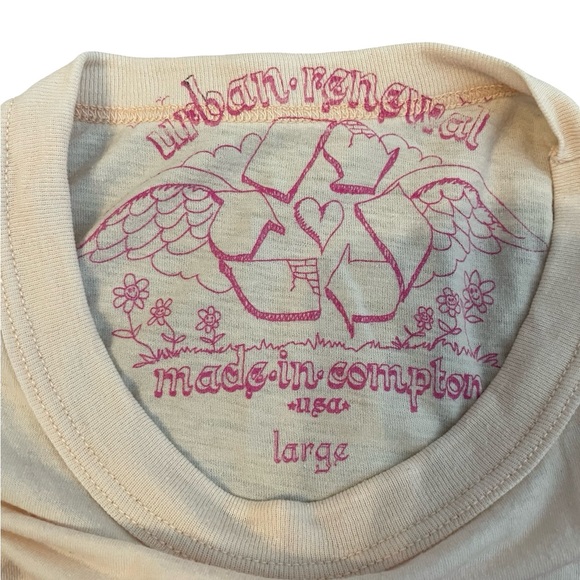 urban·renewal
made·in·compton
★usa★
large